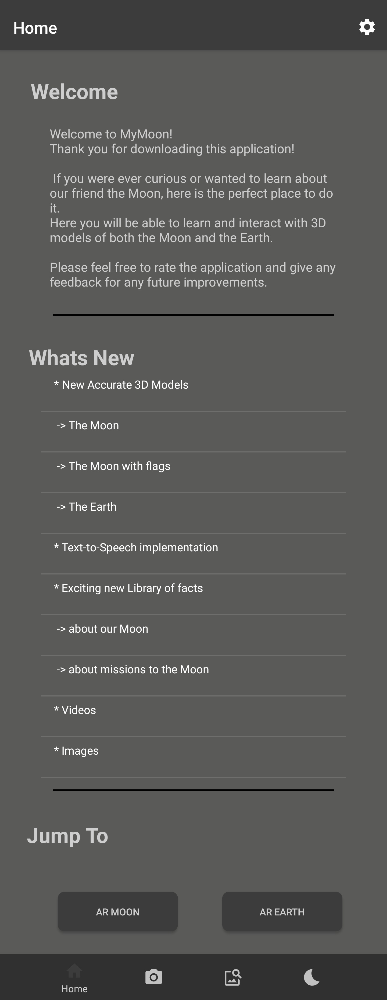 Home
Welcome
Welcome to MyMoon!
Thank you for downloading this application!
If you were ever curious or wanted to learn about
our friend the Moon, here is the perfect place to do
it.
Here you will be able to learn and interact with 3D
models of both the Moon and the Earth.
Please feel free to rate the application and give any
feedback for any future improvements.
Whats New
* New Accurate 3D Models
-> The Moon
-> The Moon with flags
-> The Earth
* Text-to-Speech implementation
* Exciting new Library of facts
-> about our Moon
-> about missions to the Moon
* Videos
* Images
Jump To
AR MOON
AR EARTH
Home